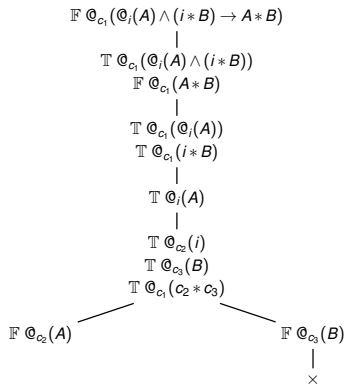 𝔽 @c₁(@ᵢ(A) ∧ (i ∗ B) → A ∗ B)
𝕋 @c₁(@ᵢ(A) ∧ (i ∗ B))
𝔽 @c₁(A ∗ B)
𝕋 @c₁(@ᵢ(A))
𝕋 @c₁(i ∗ B)
𝕋 @ᵢ(A)
𝕋 @c₂(i)
𝕋 @c₃(B)
𝕋 @c₁(c₂ ∗ c₃)
𝔽 @c₂(A) 𝔽 @c₃(B)
×